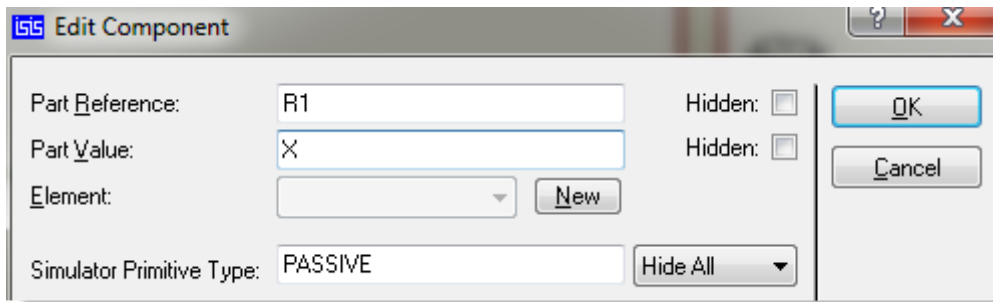 isis Edit Component ? X
Part Reference: R1 Hidden: OK
Part Value: X Hidden: Cancel
Element: New
Simulator Primitive Type: PASSIVE Hide All